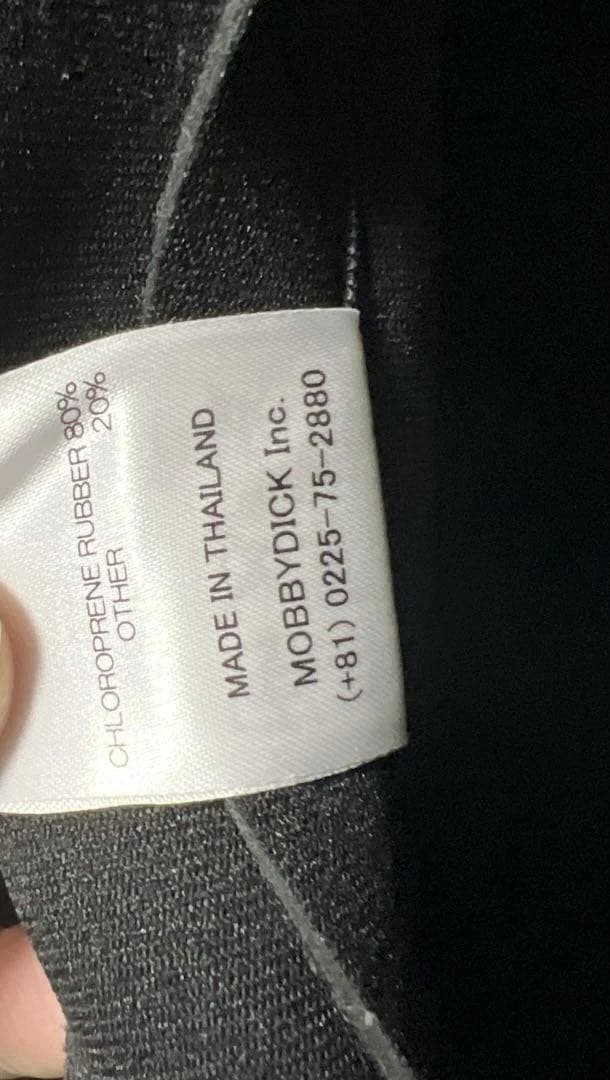 CHLOROPRENE RUBBER 80%
OTHER 20%
MADE IN THAILAND
MOBBYDICK Inc.
(+81) 0225-75-2880